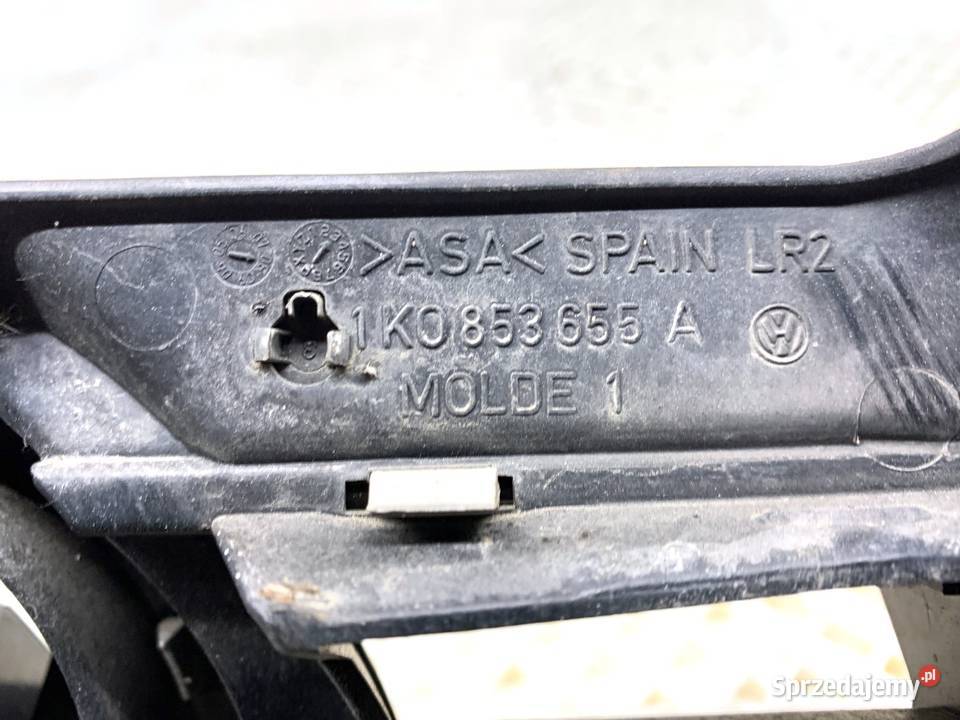 >ASA< SPAIN LR2
1K0 853 655 A
MOLDE 1
Sprzedajemy.pl